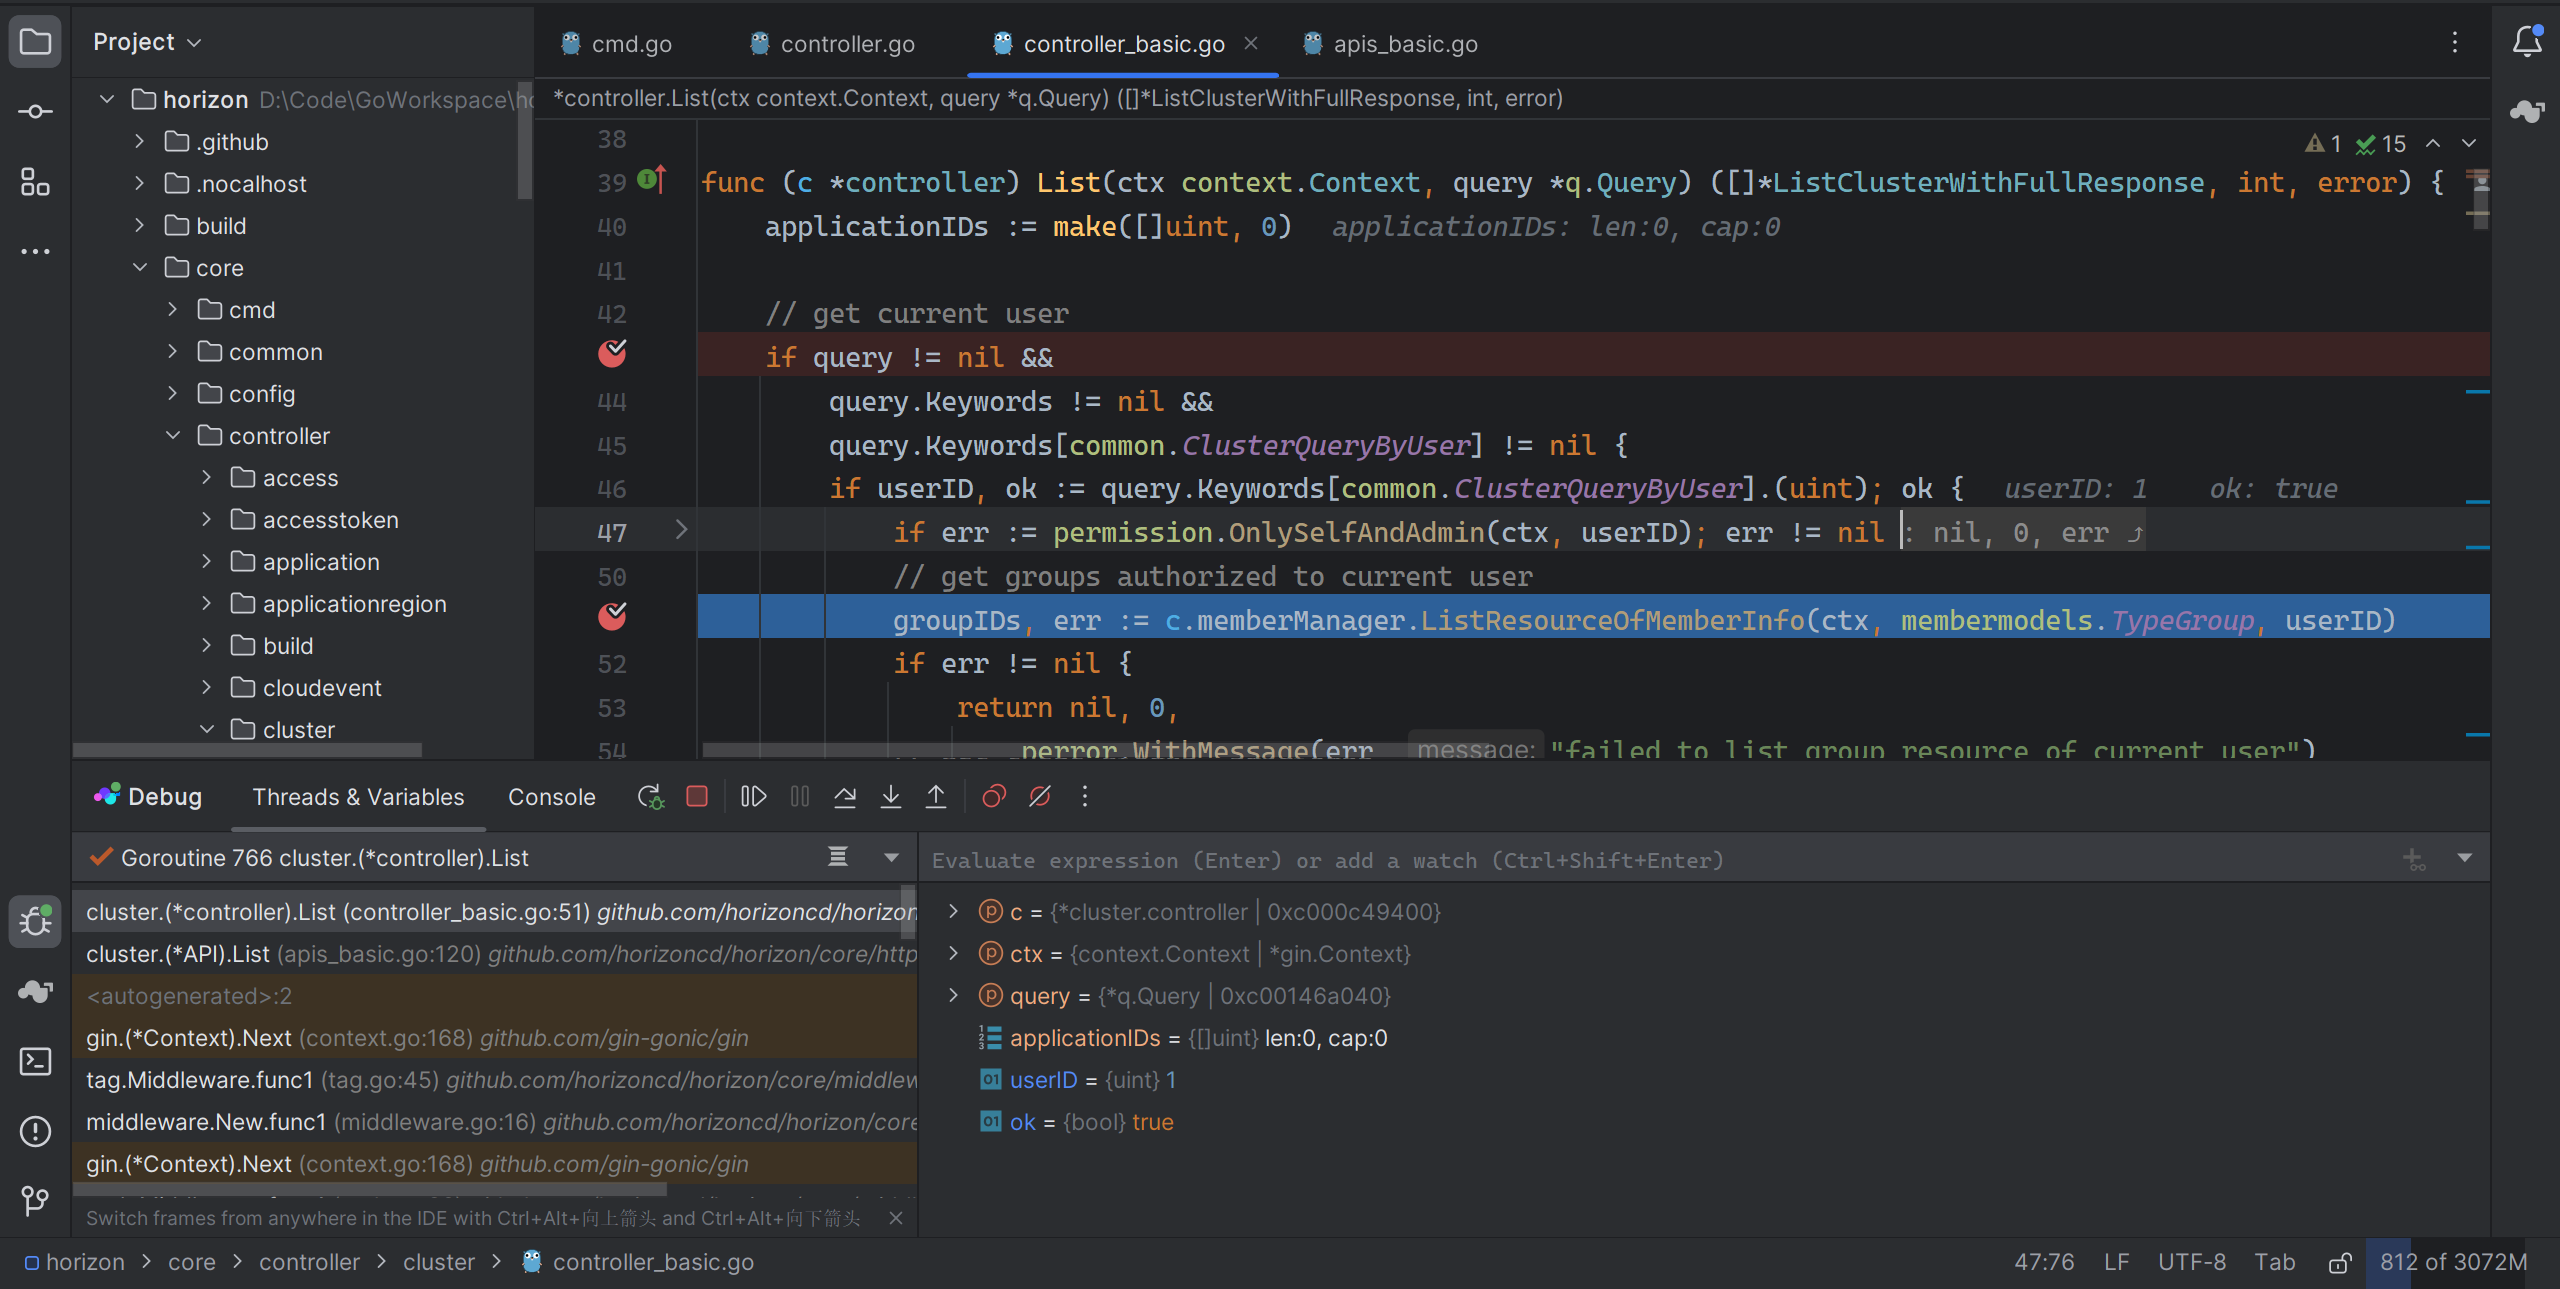 Project
cmd.go
controller.go
controller_basic.go
apis_basic.go
horizon D:\Code\GoWorkspace\h
.github
.nocalhost
build
core
cmd
common
config
controller
access
accesstoken
application
applicationregion
build
cloudevent
cluster
*controller.List(ctx context.Context, query *q.Query) ([]*ListClusterWithFullResponse, int, error)
1 15
38
39 func (c *controller) List(ctx context.Context, query *q.Query) ([]*ListClusterWithFullResponse, int, error) {
40 applicationIDs := make([]uint, 0) applicationIDs: len:0, cap:0
41
42 // get current user
if query != nil &&
44 query.Keywords != nil &&
45 query.Keywords[common.ClusterQueryByUser] != nil {
46 if userID, ok := query.Keywords[common.ClusterQueryByUser].(uint); ok { userID: 1 ok: true
47 if err := permission.OnlySelfAndAdmin(ctx, userID); err != nil : nil, 0, err
50 // get groups authorized to current user
groupIDs, err := c.memberManager.ListResourceOfMemberInfo(ctx, membermodels.TypeGroup, userID)
52 if err != nil {
53 return nil, 0,
54 perror.WithMessage(err message: "failed to list group resource of current user")
Debug
Threads & Variables
Console
Goroutine 766 cluster.(*controller).List
Evaluate expression (Enter) or add a watch (Ctrl+Shift+Enter)
cluster.(*controller).List (controller_basic.go:51) github.com/horizoncd/horizon
cluster.(*API).List (apis_basic.go:120) github.com/horizoncd/horizon/core/http
<autogenerated>:2
gin.(*Context).Next (context.go:168) github.com/gin-gonic/gin
tag.Middleware.func1 (tag.go:45) github.com/horizoncd/horizon/core/middlew
middleware.New.func1 (middleware.go:16) github.com/horizoncd/horizon/core
gin.(*Context).Next (context.go:168) github.com/gin-gonic/gin
Switch frames from anywhere in the IDE with Ctrl+Alt+向上箭头 and Ctrl+Alt+向下箭头
c = {*cluster.controller | 0xc000c49400}
ctx = {context.Context | *gin.Context}
query = {*q.Query | 0xc00146a040}
applicationIDs = {[]uint} len:0, cap:0
userID = {uint} 1
ok = {bool} true
horizon > core > controller > cluster > controller_basic.go
47:76 LF UTF-8 Tab 812 of 3072M